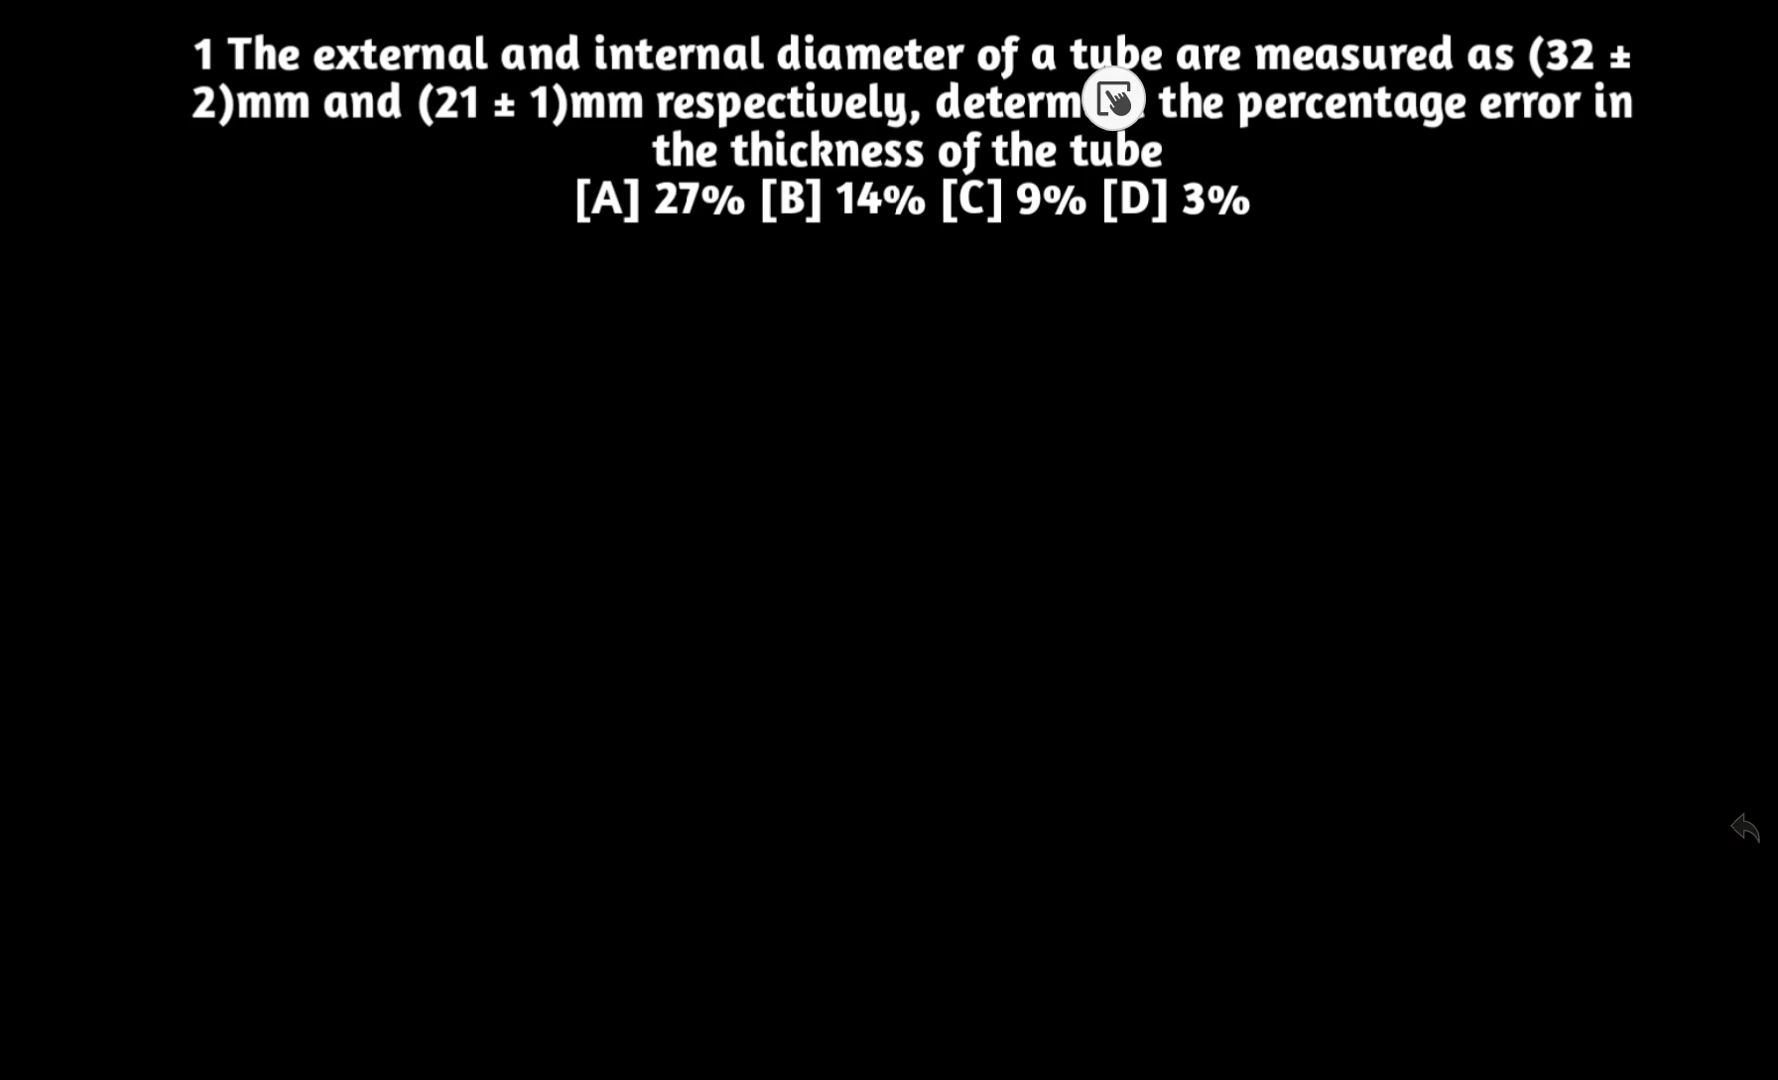 1 The external and internal diameter of a tube are measured as (32 ±
2)mm and (21 ± 1)mm respectively, the percentage error in
the thickness of the tube
[A] 27% [B] 14% [C] 9% [D] 3%